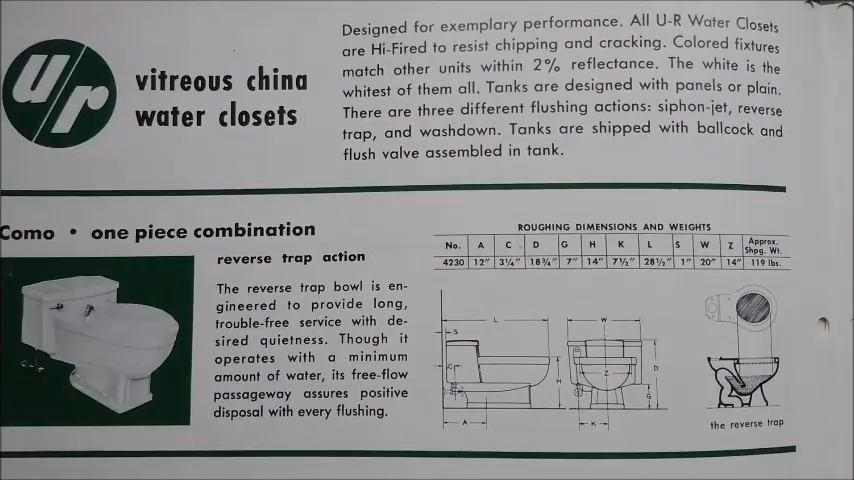 Designed for exemplary performance. All U-R Water Closets
are Hi-Fired to resist chipping and cracking. Colored fixtures
match other units within 2% reflectance. The white is the
whitest of them all. Tanks are designed with panels or plain.
There are three different flushing actions: siphon-jet, reverse
trap, and washdown. Tanks are shipped with ballcock and
flush valve assembled in tank.
u/r
vitreous china
water closets
Como • one piece combination
reverse trap action
The reverse trap bowl is en-
gineered to provide long,
trouble-free service with de-
sired quietness. Though it
operates with a minimum
amount of water, its free-flow
passageway assures positive
disposal with every flushing.
ROUGHING DIMENSIONS AND WEIGHTS
No. A C D G H K L S W Z Approx. Shpg. Wt.
4230 12" 3¼" 18¾" 7" 14" 7½" 28½" 1" 20" 14" 119 lbs.
L
W
S
C
H
Z
D
G
A
K
the reverse trap